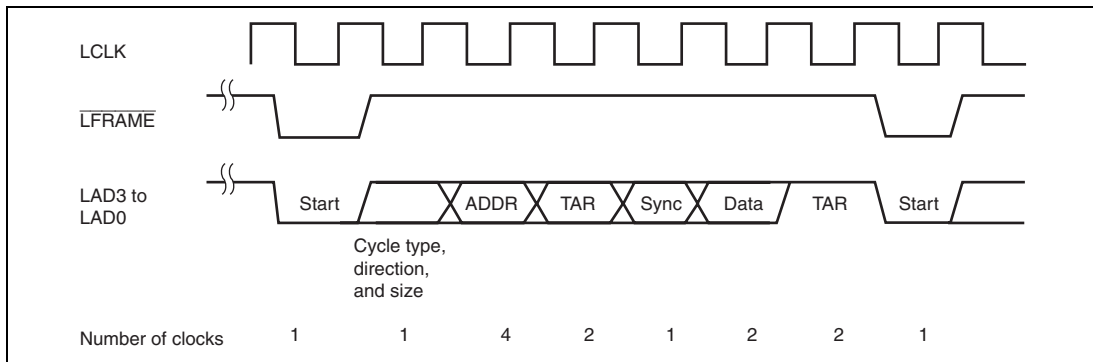 LCLK
LFRAME
LAD3 to
LAD0
Start ADDR TAR Sync Data TAR Start
Cycle type,
direction,
and size
Number of clocks 1 1 4 2 1 2 2 1